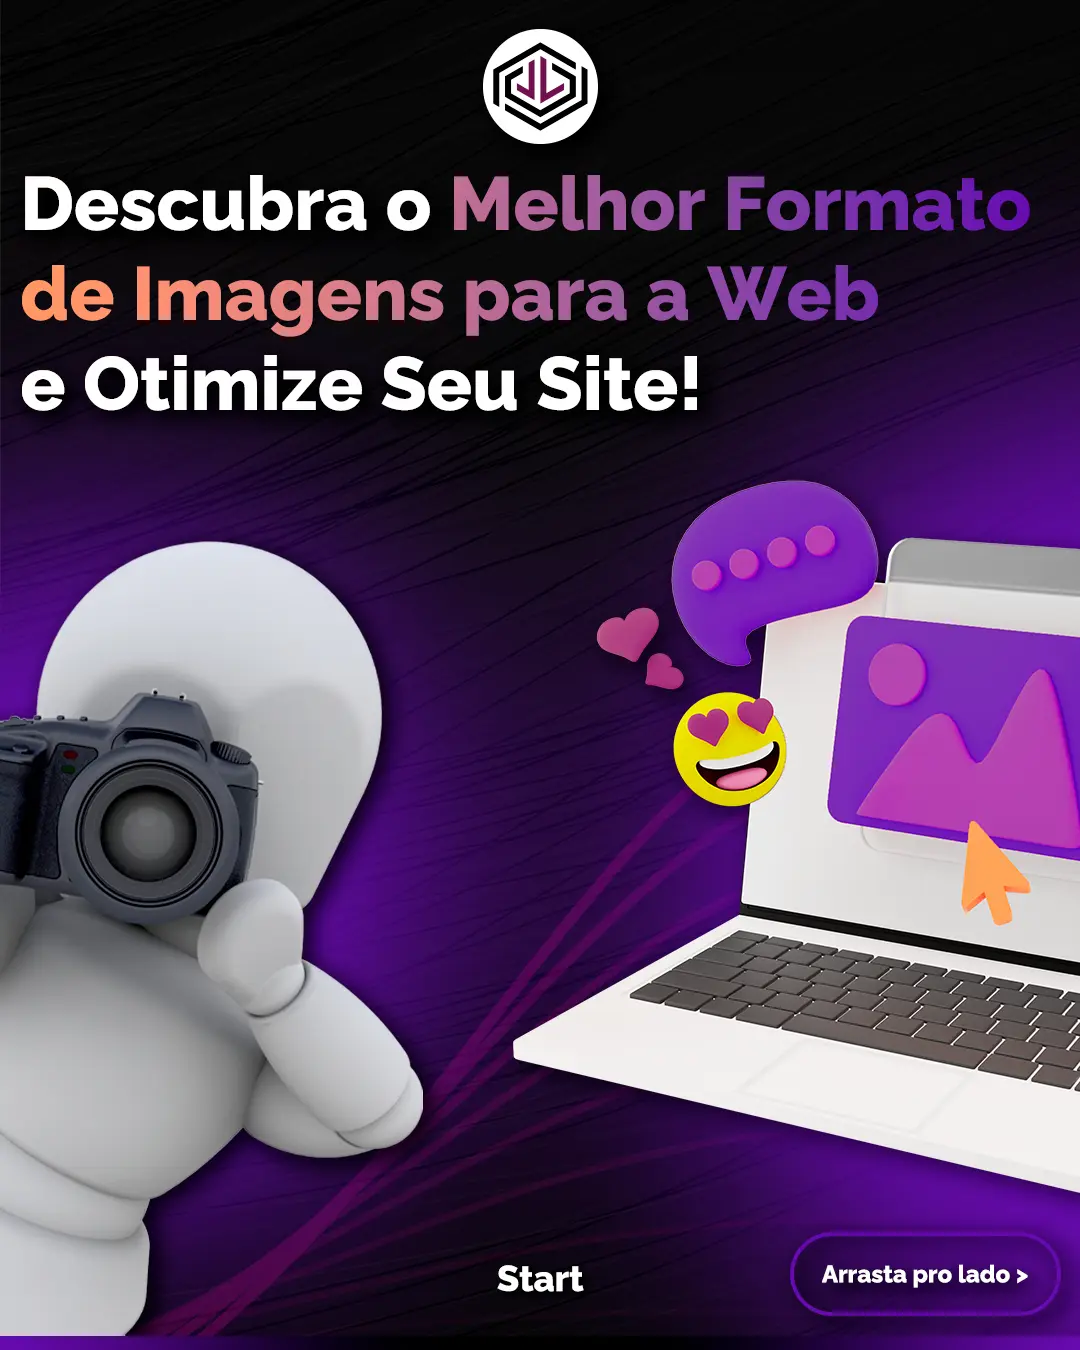 Descubra o Melhor Formato
de Imagens para a Web
e Otimize Seu Site!
Start
Arrasta pro lado >